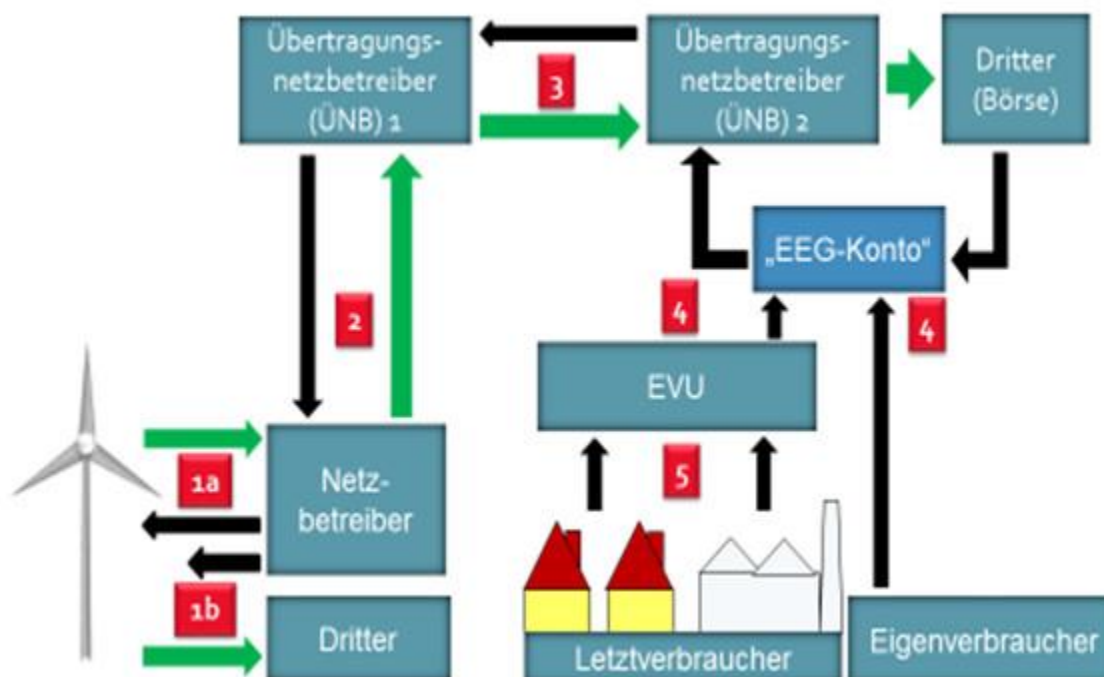 Übertragungs-
netzbetreiber
(ÜNB) 1
3
Übertragungs-
netzbetreiber
(ÜNB) 2
Dritter
(Börse)
„EEG-Konto“
2
4
4
EVU
1a
Netz-
betreiber
5
1b
Dritter
Letztverbraucher
Eigenverbraucher